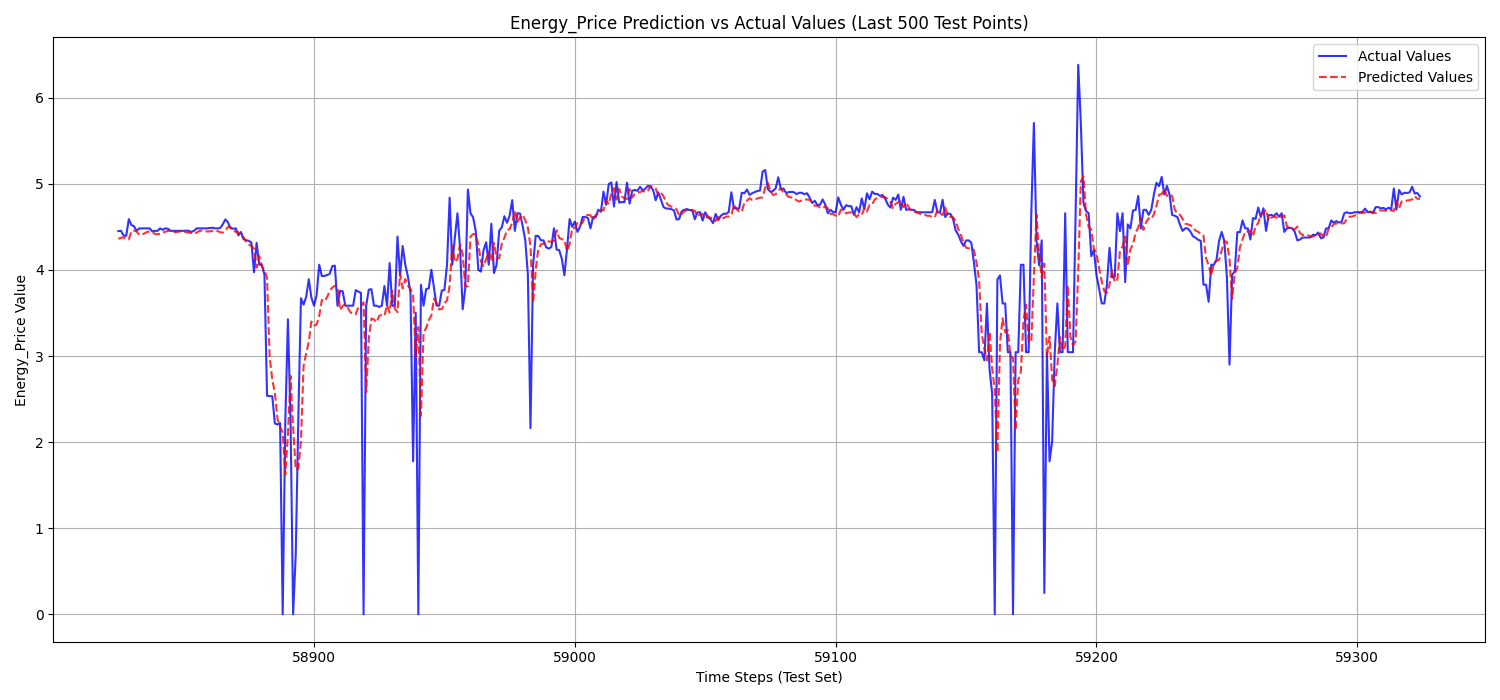 Energy_Price Prediction vs Actual Values (Last 500 Test Points)
Actual Values
Predicted Values
Energy_Price Value
6
5
4
3
2
1
0
58900
59000
59100
59200
59300
Time Steps (Test Set)